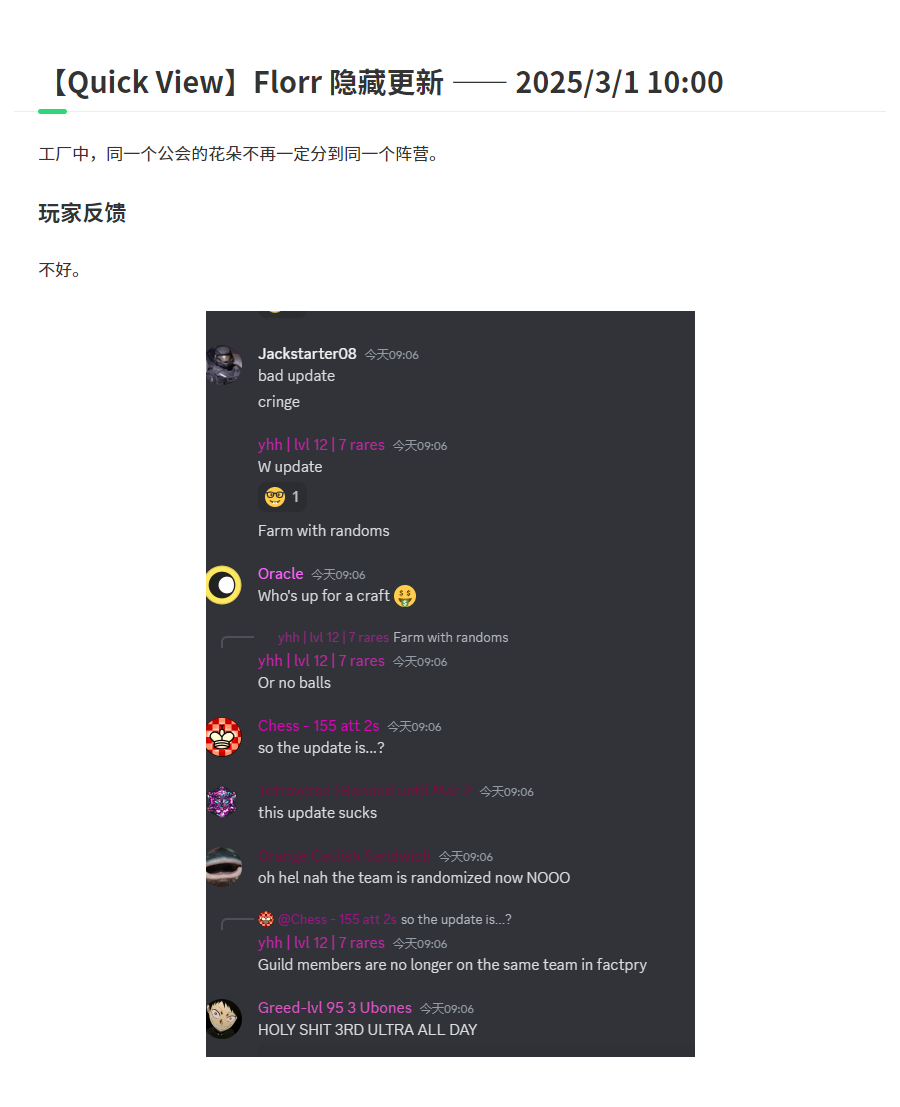 【Quick View】Florr 隐藏更新 —— 2025/3/1 10:00
工厂中，同一个公会的花朵不再一定分到同一个阵营。
玩家反馈
不好。
Jackstarter08 今天09:06
bad update
cringe
yhh | lvl 12 | 7 rares 今天09:06
W update
1
Farm with randoms
Oracle 今天09:06
Who's up for a craft
yhh | lvl 12 | 7 rares Farm with randoms
yhh | lvl 12 | 7 rares 今天09:06
Or no balls
Chess - 155 att 2s 今天09:06
so the update is...?
今天09:06
this update sucks
Sandwich 今天09:06
oh hel nah the team is randomized now NOOO
@Chess - 155 att 2s so the update is...?
yhh | lvl 12 | 7 rares 今天09:06
Guild members are no longer on the same team in factpry
Greed-lvl 95 3 Ubones 今天09:06
HOLY SHIT 3RD ULTRA ALL DAY